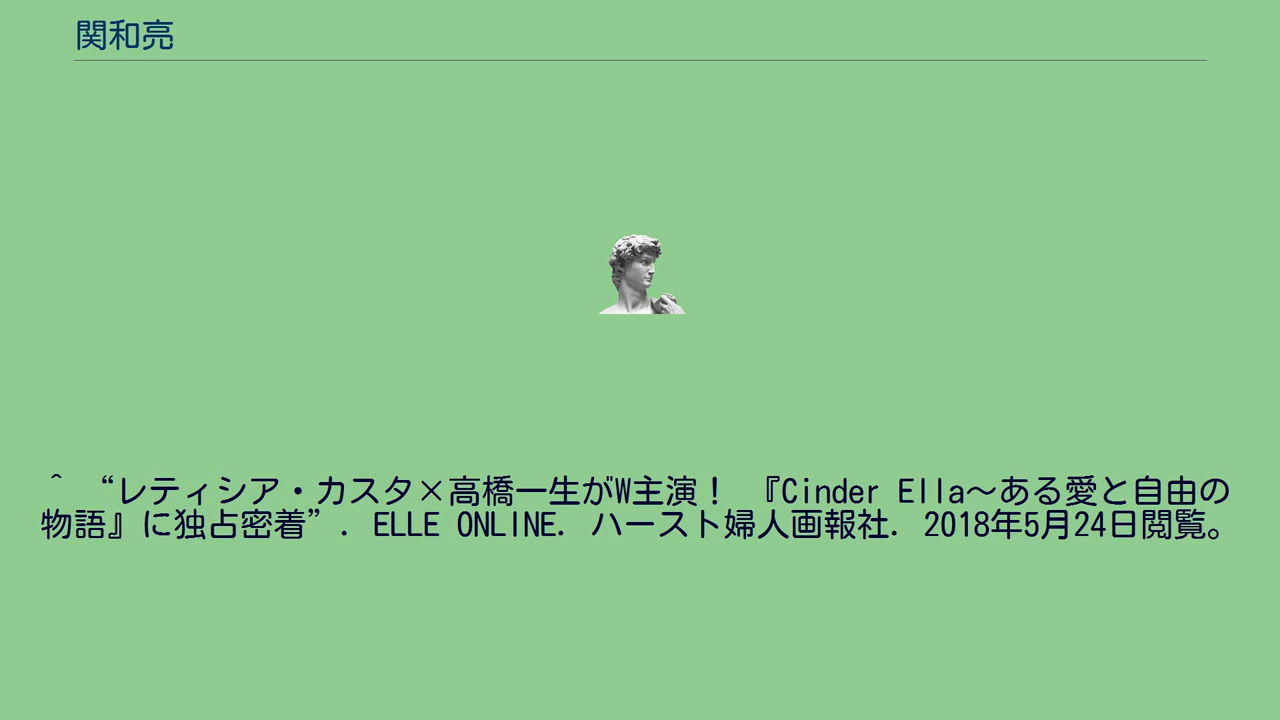 関和亮
^ “レティシア・カスタ×高橋一生がW主演！ 『Cinder Ella〜ある愛と自由の
物語』に独占密着”. ELLE ONLINE. ハースト婦人画報社. 2018年5月24日閲覧。